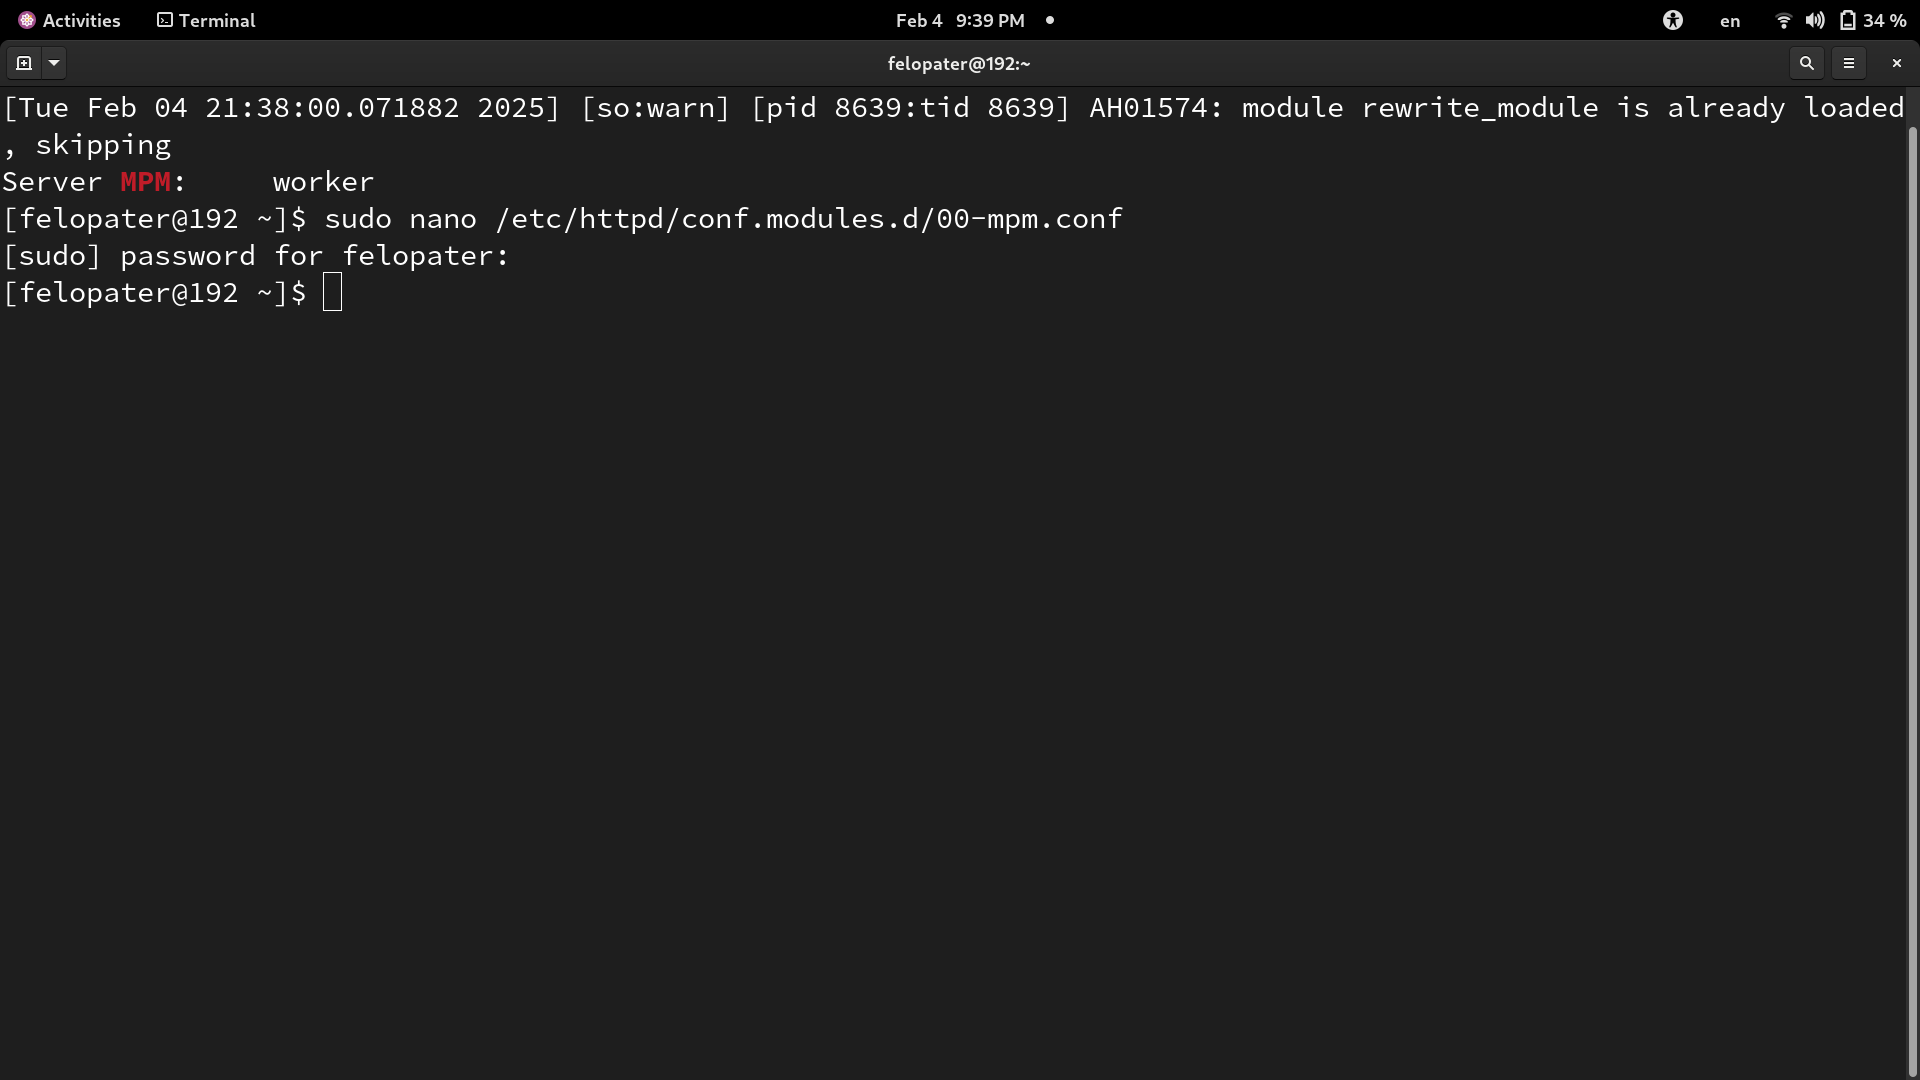 Activities Terminal Feb 4 9:39 PM en 34 %
felopater@192:~
[Tue Feb 04 21:38:00.071882 2025] [so:warn] [pid 8639:tid 8639] AH01574: module rewrite_module is already loaded
, skipping
Server MPM:     worker
[felopater@192 ~]$ sudo nano /etc/httpd/conf.modules.d/00-mpm.conf
[sudo] password for felopater:
[felopater@192 ~]$